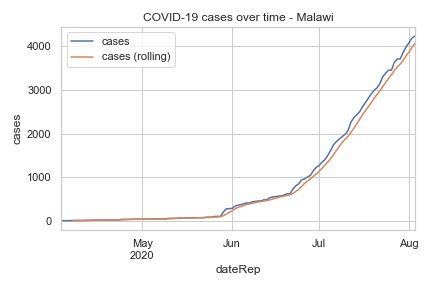 COVID-19 cases over time - Malawi
cases
cases (rolling)
cases
4000
3000
2000
1000
0
May Jun Jul Aug
2020
dateRep